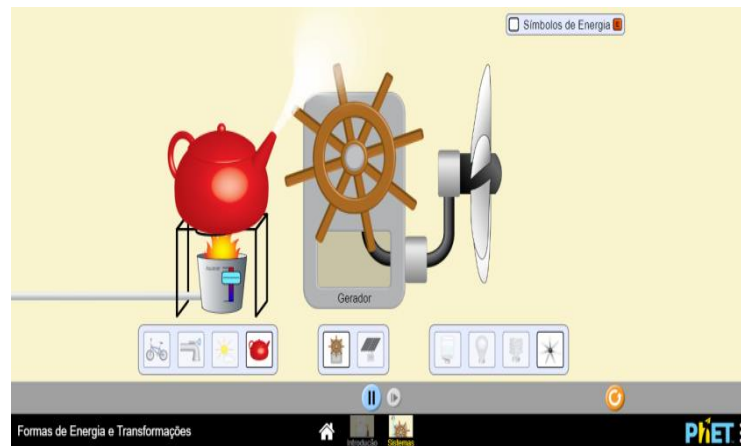 Símbolos de Energia
Gerador
Formas de Energia e Transformações
Introdução
Sistemas
PhET